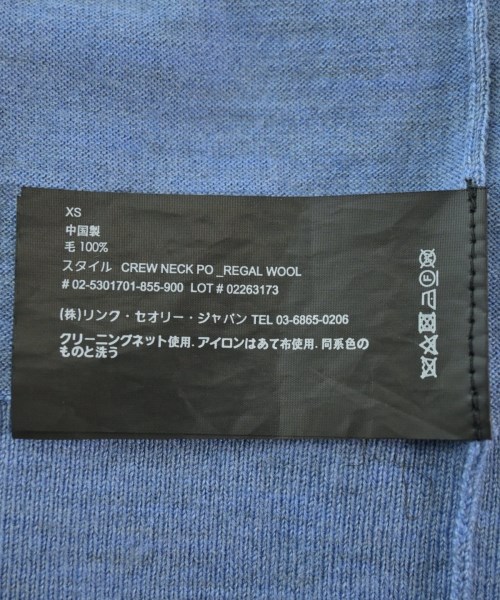 XS
中国製
毛 100%
スタイル CREW NECK PO _REGAL WOOL
# 02-5301701-855-900 LOT # 02263173
(株)リンク・セオリー・ジャパン TEL 03-6865-0206
クリーニングネット使用.アイロンはあて布使用.同系色の
ものと洗う